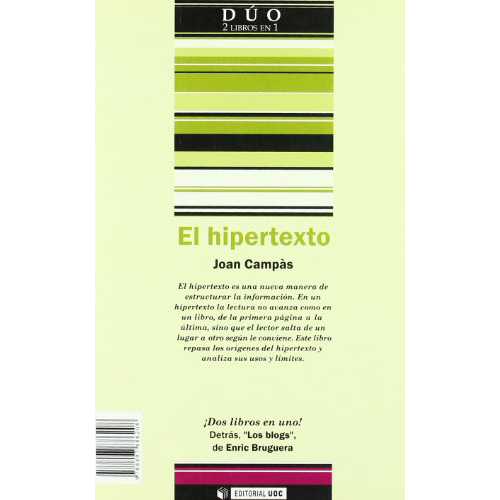 DÚO
2 LIBROS EN 1
El hipertexto
Joan Campàs
El hipertexto es una nueva manera de
estructurar la información. En un
hipertexto la lectura no avanza como en
un libro, de la primera página a la
última, sino que el lector salta de un
lugar a otro según le conviene. Este libro
repasa los orígenes del hipertexto y
analiza sus usos y límites.
¡Dos libros en uno!
Detrás, "Los blogs",
de Enric Bruguera
EDITORIAL UOC